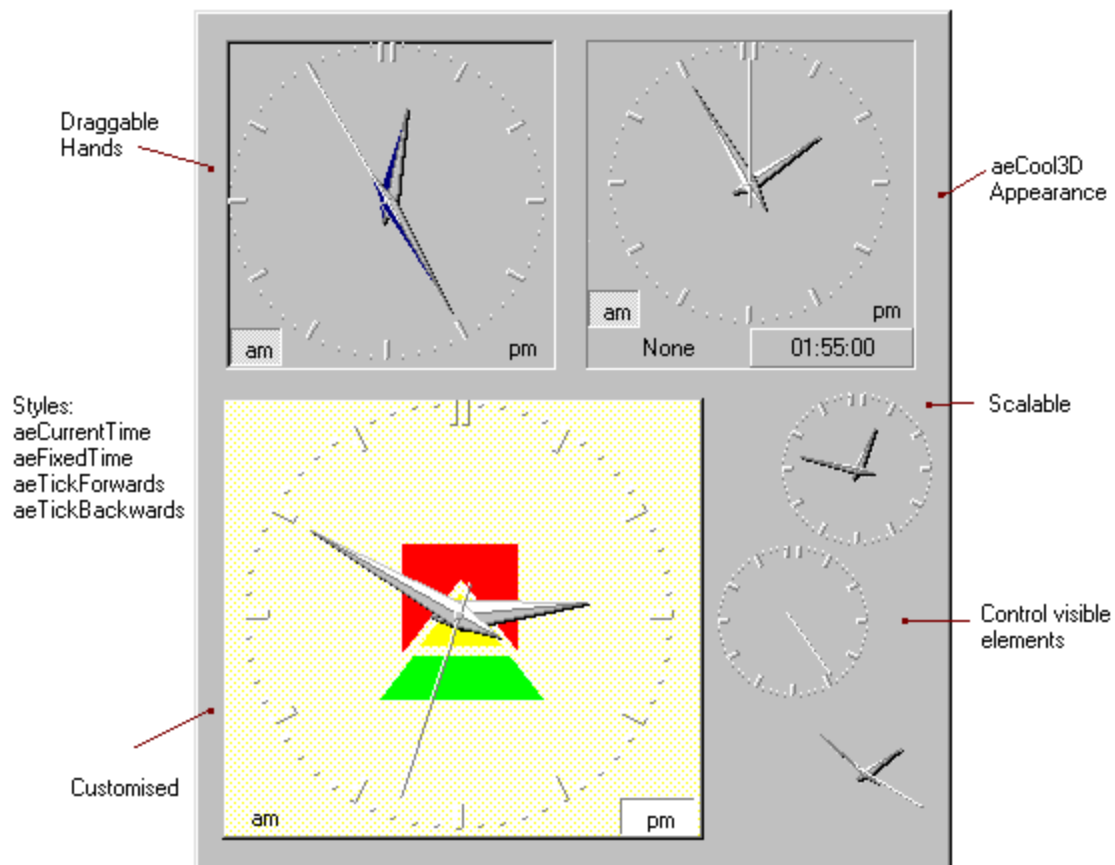 Draggable
Hands
am
pm
am
pm
None
01:55:00
aeCool3D
Appearance
Styles:
aeCurrentTime
aeFixedTime
aeTickForwards
aeTickBackwards
Scalable
Control visible
elements
Customised
am
pm